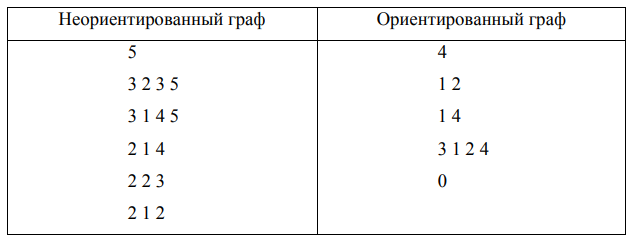 Неориентированный граф
Ориентированный граф
5
3 2 3 5
3 1 4 5
2 1 4
2 2 3
2 1 2
4
1 2
1 4
3 1 2 4
0